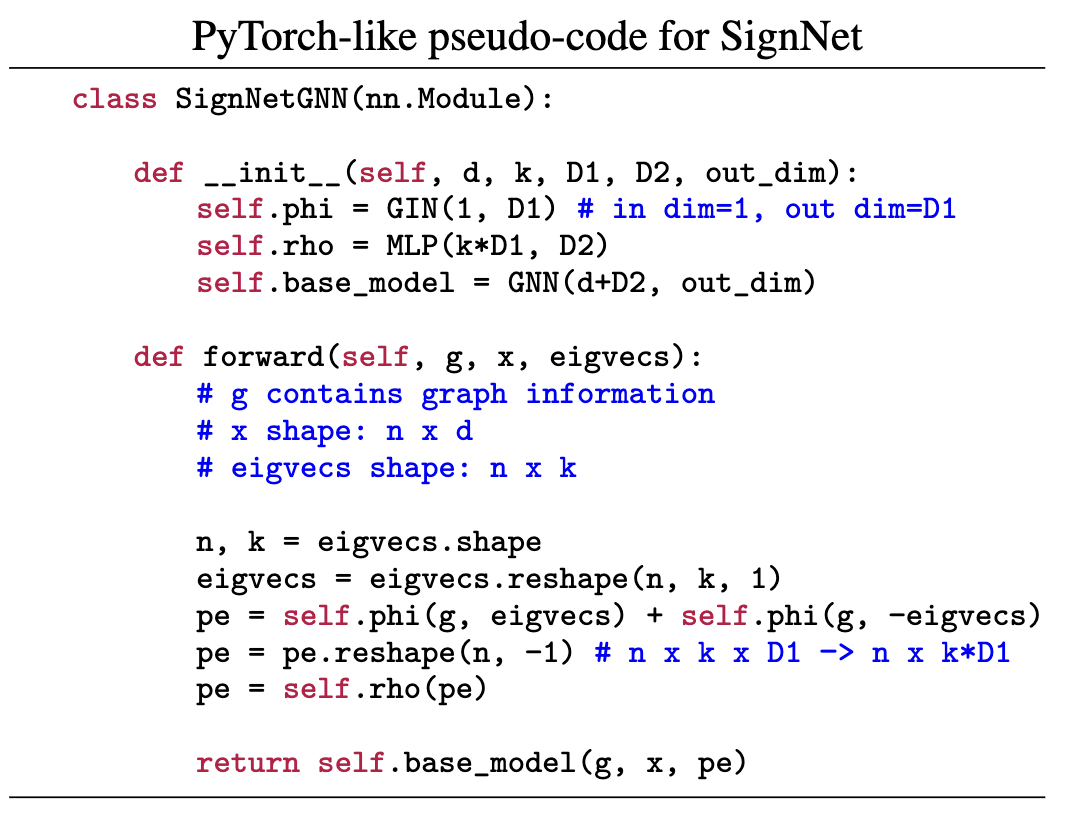 PyTorch-like pseudo-code for SignNet
class SignNetGNN(nn.Module):
def __init__(self, d, k, D1, D2, out_dim):
self.phi = GIN(1, D1) # in dim=1, out dim=D1
self.rho = MLP(k*D1, D2)
self.base_model = GNN(d+D2, out_dim)
def forward(self, g, x, eigvecs):
# g contains graph information
# x shape: n x d
# eigvecs shape: n x k
n, k = eigvecs.shape
eigvecs = eigvecs.reshape(n, k, 1)
pe = self.phi(g, eigvecs) + self.phi(g, -eigvecs)
pe = pe.reshape(n, -1) # n x k x D1 -> n x k*D1
pe = self.rho(pe)
return self.base_model(g, x, pe)